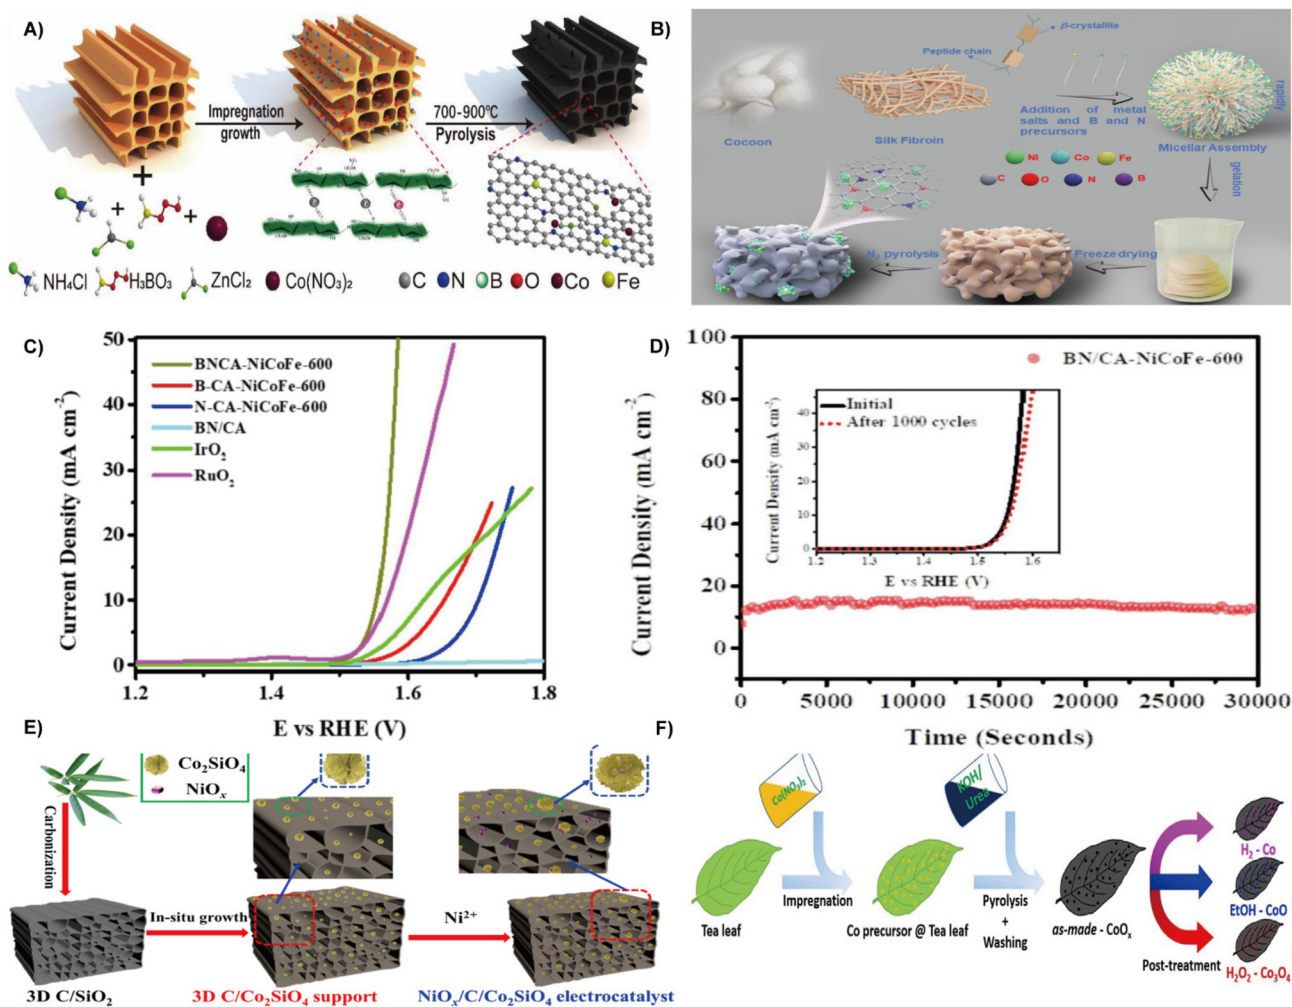 A)
Impregnation
growth
700-900℃
Pyrolysis
NH₄Cl
H₃BO₃
ZnCl₂
Co(NO₃)₂
C
N
B
O
Co
Fe
B)
β-crystallite
Peptide chain
Cocoon
Silk Fibroin
Addition of metal
salts and B and N
precursors
Micellar Assembly
rapidly
gelation
Ni
Co
Fe
C
O
N
B
N₂ pyrolysis
Freeze drying
C)
50
40
30
20
10
0
Current Density (mA cm⁻²)
BNCA-NiCoFe-600
B-CA-NiCoFe-600
N-CA-NiCoFe-600
BN/CA
IrO₂
RuO₂
1.2
1.4
1.6
1.8
E vs RHE (V)
D)
100
80
60
40
20
0
Current Density (mA cm⁻²)
BN/CA-NiCoFe-600
Initial
After 1000 cycles
40
30
20
10
0
Current Density (mA cm⁻²)
1.2
1.3
1.4
1.5
1.6
E vs RHE (V)
0
5000
10000
15000
20000
25000
30000
Time (Seconds)
E)
Co₂SiO₄
NiOₓ
Carbonization
In-situ growth
Ni²⁺
3D C/SiO₂
3D C/Co₂SiO₄ support
NiOₓ/C/Co₂SiO₄ electrocatalyst
F)
Co(NO₃)₂
KOH/
Urea
Tea leaf
Impregnation
Co precursor @ Tea leaf
Pyrolysis
+
Washing
as-made - CoOₓ
Post-treatment
H₂ - Co
EtOH - CoO
H₂O₂ - Co₃O₄